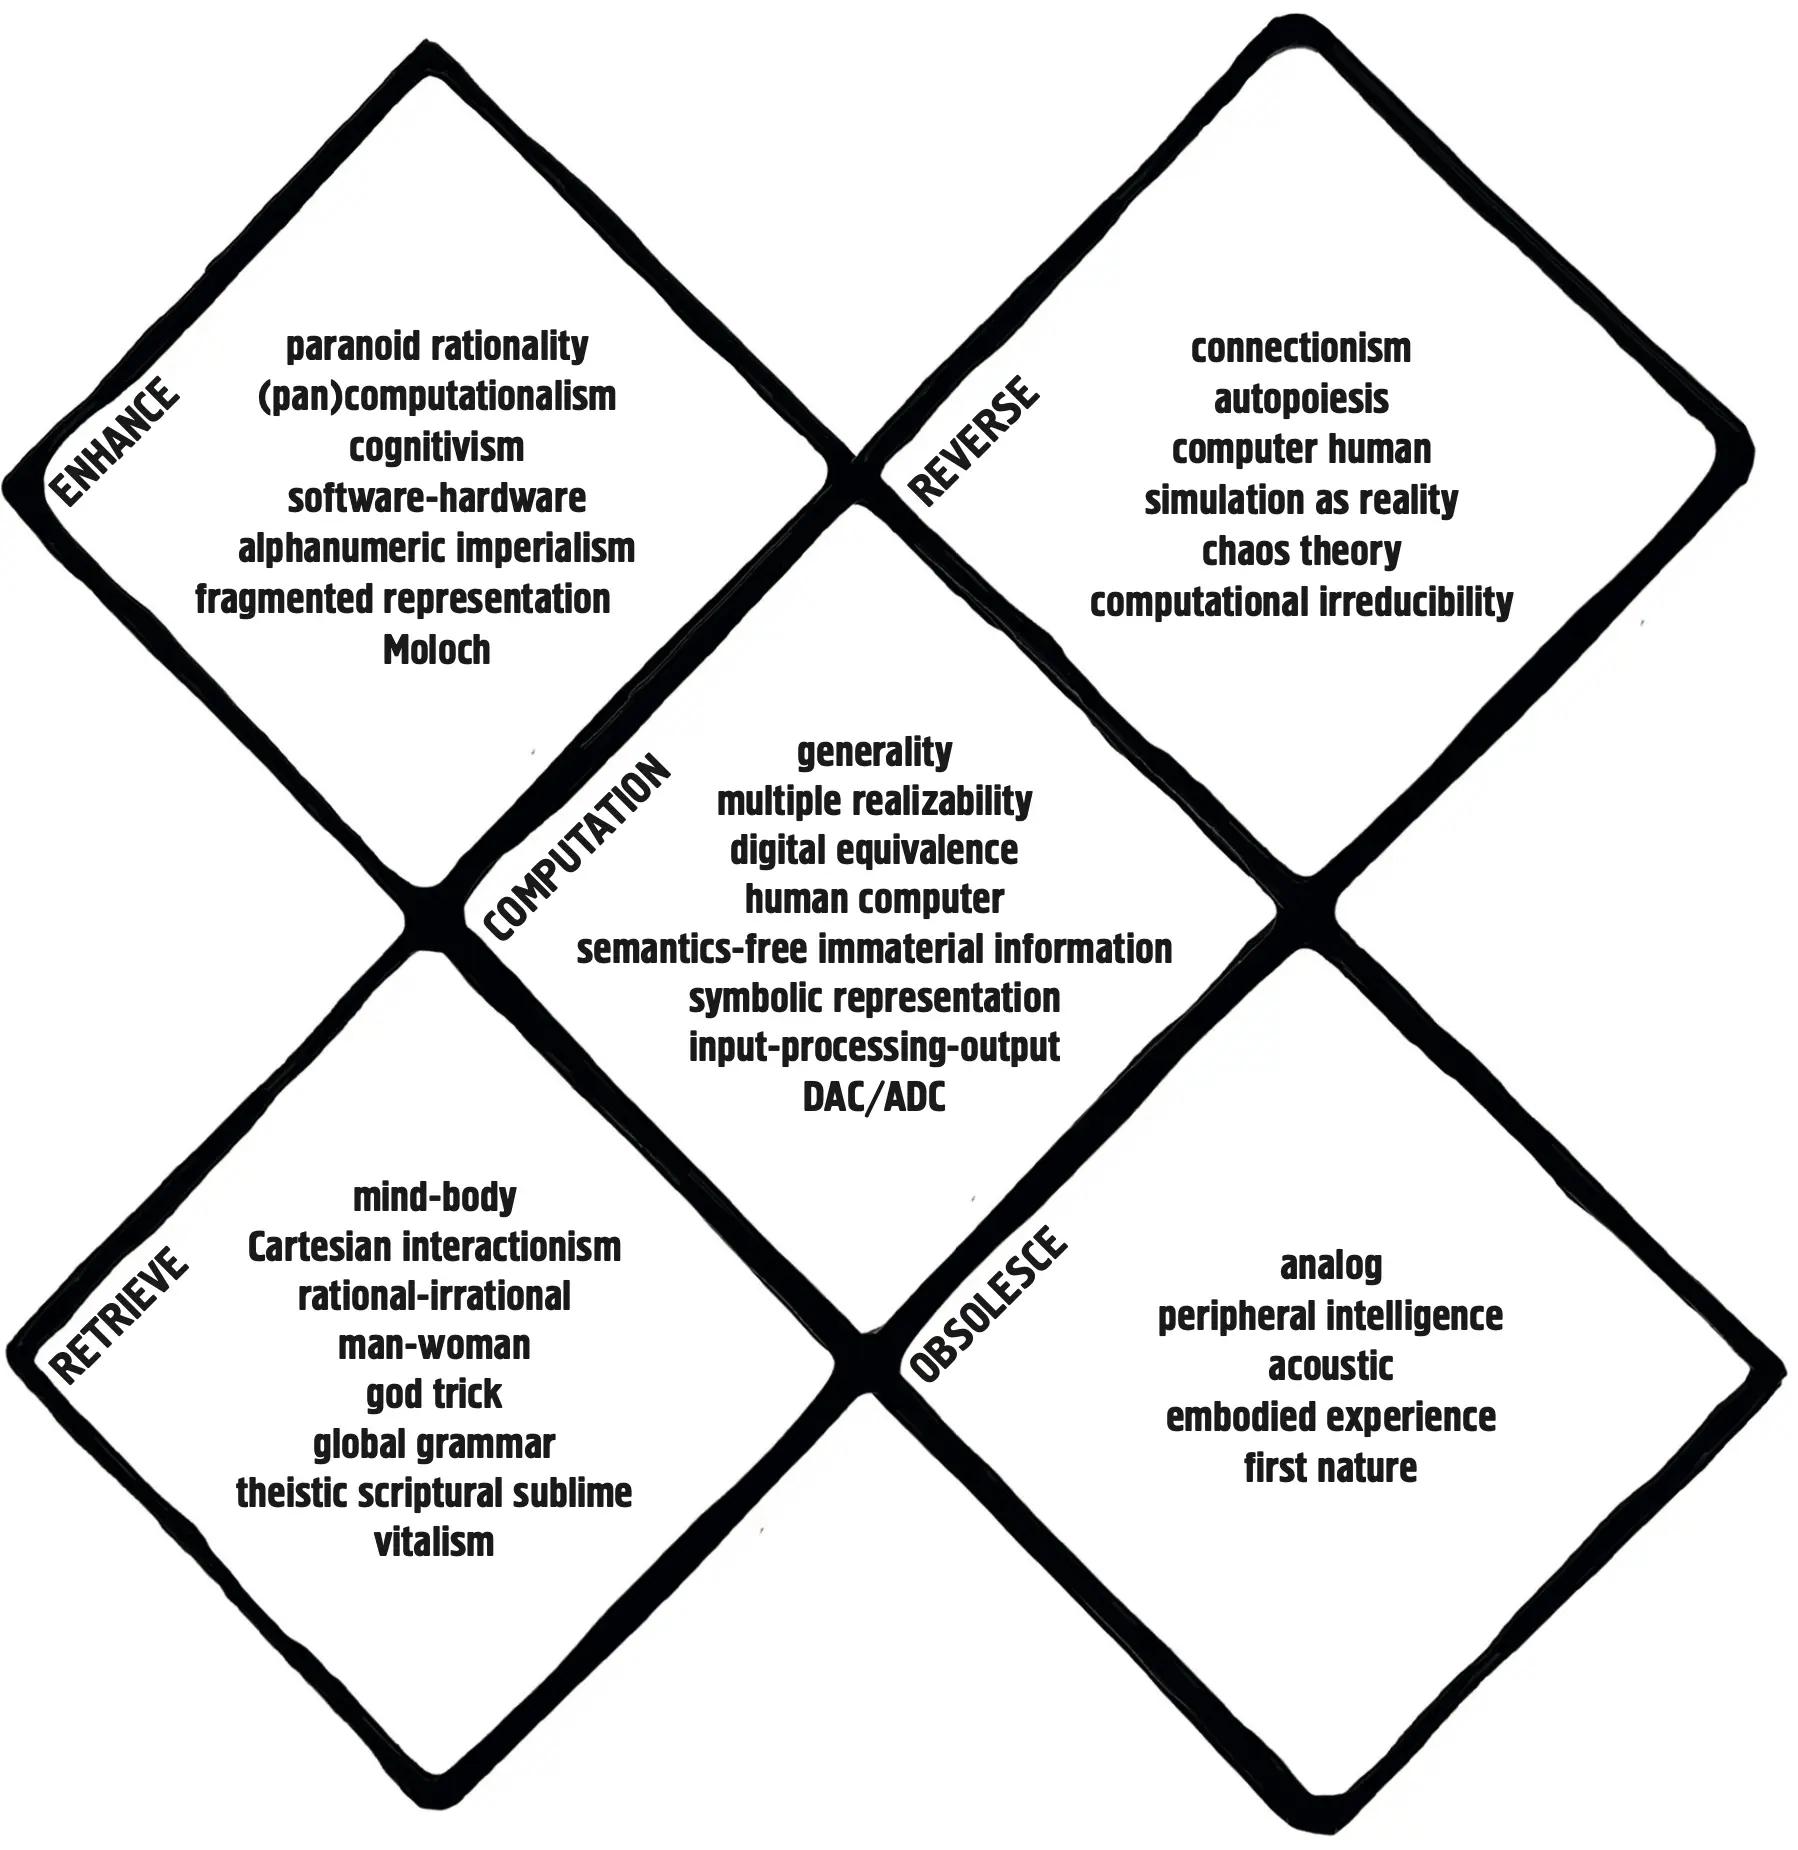 ENHANCE
paranoid rationality
(pan)computationalism
cognitivism
software-hardware
alphanumeric imperialism
fragmented representation
Moloch
REVERSE
connectionism
autopoiesis
computer human
simulation as reality
chaos theory
computational irreducibility
COMPUTATION
generality
multiple realizability
digital equivalence
human computer
semantics-free immaterial information
symbolic representation
input-processing-output
DAC/ADC
RETRIEVE
mind-body
Cartesian interactionism
rational-irrational
man-woman
god trick
global grammar
theistic scriptural sublime
vitalism
OBSOLESCE
analog
peripheral intelligence
acoustic
embodied experience
first nature